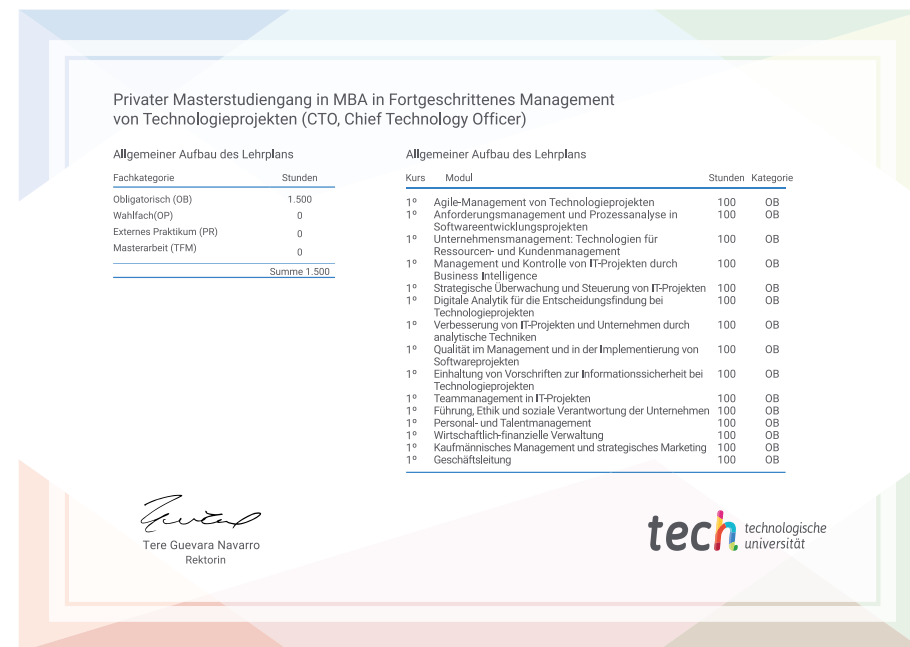 Privater Masterstudiengang in MBA in Fortgeschrittenes Management
von Technologieprojekten (CTO, Chief Technology Officer)
Allgemeiner Aufbau des Lehrplans
Fachkategorie Stunden
Obligatorisch (OB) 1.500
Wahlfach(OP) 0
Externes Praktikum (PR) 0
Masterarbeit (TFM) 0
Summe 1.500
Allgemeiner Aufbau des Lehrplans
Kurs Modul Stunden Kategorie
1º Agile-Management von Technologieprojekten 100 OB
1º Anforderungsmanagement und Prozessanalyse in 100 OB
Softwareentwicklungsprojekten
1º Unternehmensmanagement: Technologien für 100 OB
Ressourcen- und Kundenmanagement
1º Management und Kontrolle von IT-Projekten durch 100 OB
Business Intelligence
1º Strategische Überwachung und Steuerung von IT-Projekten 100 OB
1º Digitale Analytik für die Entscheidungsfindung bei 100 OB
Technologieprojekten
1º Verbesserung von IT-Projekten und Unternehmen durch 100 OB
analytische Techniken
1º Qualität im Management und in der Implementierung von 100 OB
Softwareprojekten
1º Einhaltung von Vorschriften zur Informationssicherheit bei 100 OB
Technologieprojekten
1º Teammanagement in IT-Projekten 100 OB
1º Führung, Ethik und soziale Verantwortung der Unternehmen 100 OB
1º Personal- und Talentmanagement 100 OB
1º Wirtschaftlich-finanzielle Verwaltung 100 OB
1º Kaufmännisches Management und strategisches Marketing 100 OB
1º Geschäftsleitung 100 OB
Tere Guevara Navarro
Rektorin
tech technologische
universität